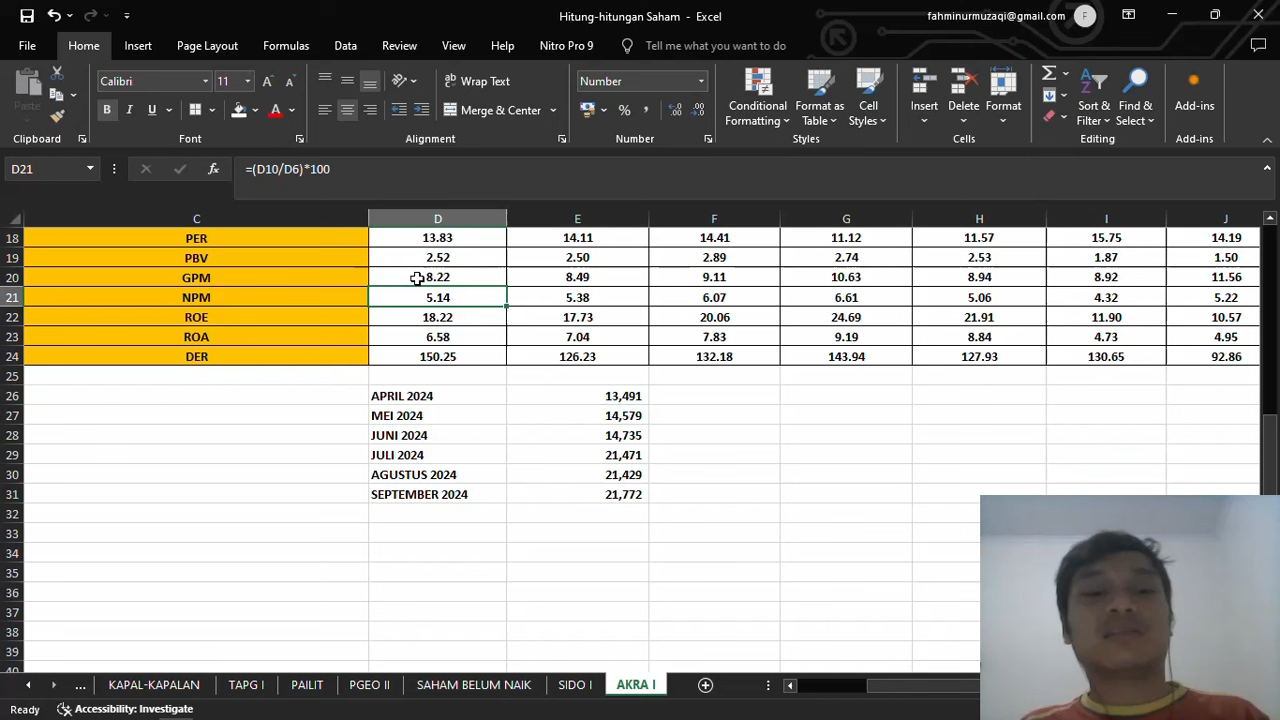 Hitung-hitungan Saham - Excel
fahminurmuzaqi@gmail.com F
File Home Insert Page Layout Formulas Data Review View Help Nitro Pro 9 Tell me what you want to do
Paste
Calibri 11
Wrap Text
Merge & Center
Number
Conditional Formatting
Format as Table
Cell Styles
Insert
Delete
Format
Sort & Filter
Find & Select
Add-ins
Clipboard Font Alignment Number Styles Cells Editing Add-ins
D21 fx =(D10/D6)*100
C D E F G H I J
18 PER 13.83 14.11 14.41 11.12 11.57 15.75 14.19
19 PBV 2.52 2.50 2.89 2.74 2.53 1.87 1.50
20 GPM 8.22 8.49 9.11 10.63 8.94 8.92 11.56
21 NPM 5.14 5.38 6.07 6.61 5.06 4.32 5.22
22 ROE 18.22 17.73 20.06 24.69 21.91 11.90 10.57
23 ROA 6.58 7.04 7.83 9.19 8.84 4.73 4.95
24 DER 150.25 126.23 132.18 143.94 127.93 130.65 92.86
25
26 APRIL 2024 13,491
27 MEI 2024 14,579
28 JUNI 2024 14,735
29 JULI 2024 21,471
30 AGUSTUS 2024 21,429
31 SEPTEMBER 2024 21,772
32
33
34
35
36
37
38
39
... KAPAL-KAPALAN TAPG I PAILIT PGEO II SAHAM BELUM NAIK SIDO I AKRA I
Ready Accessibility: Investigate